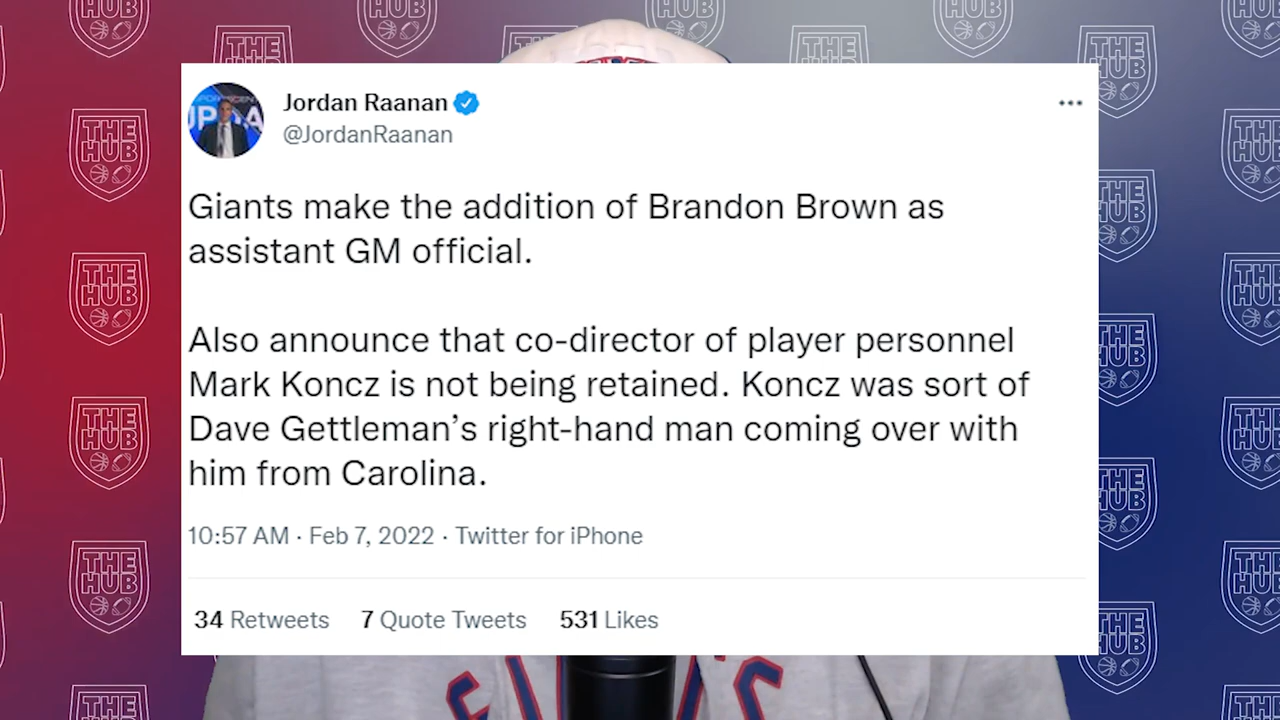 THE HUB
Jordan Raanan
@JordanRaanan
Giants make the addition of Brandon Brown as
assistant GM official.
Also announce that co-director of player personnel
Mark Koncz is not being retained. Koncz was sort of
Dave Gettleman’s right-hand man coming over with
him from Carolina.
10:57 AM · Feb 7, 2022 · Twitter for iPhone
34 Retweets 7 Quote Tweets 531 Likes